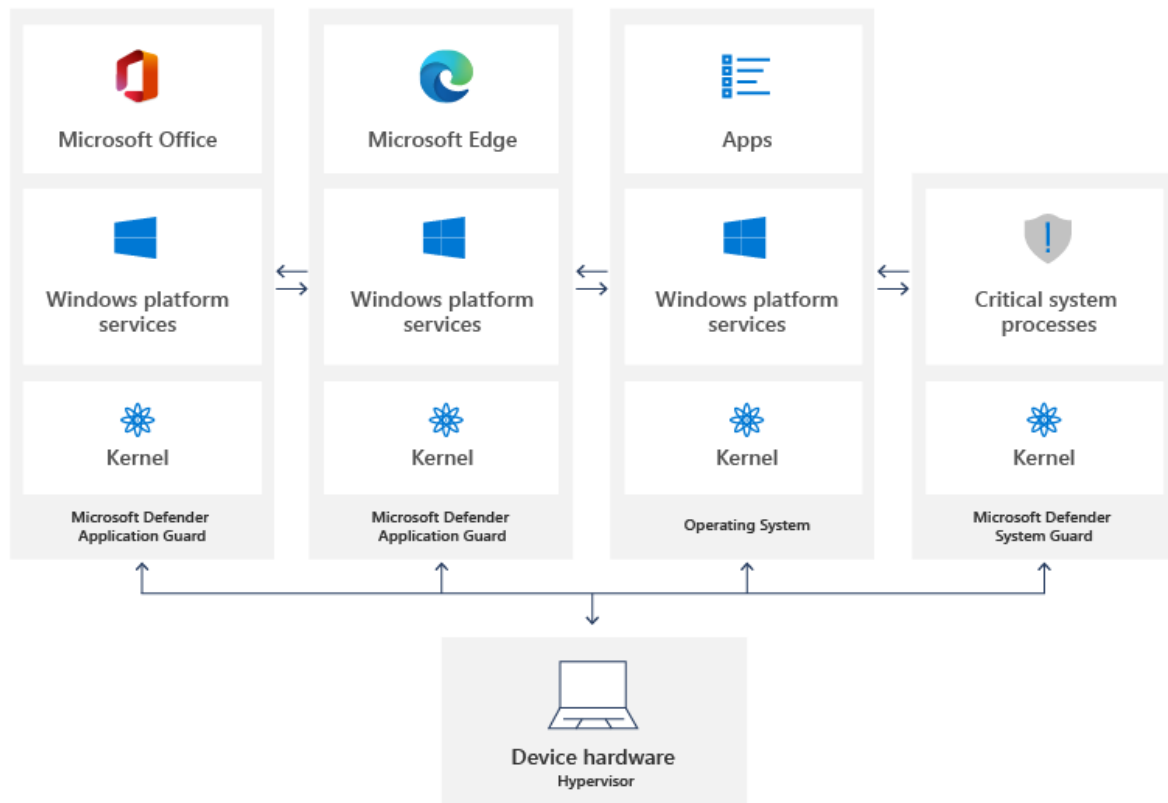 Microsoft Office
Microsoft Edge
Apps
Windows platform
services
Windows platform
services
Windows platform
services
Critical system
processes
Kernel
Kernel
Kernel
Kernel
Microsoft Defender
Application Guard
Microsoft Defender
Application Guard
Operating System
Microsoft Defender
System Guard
Device hardware
Hypervisor